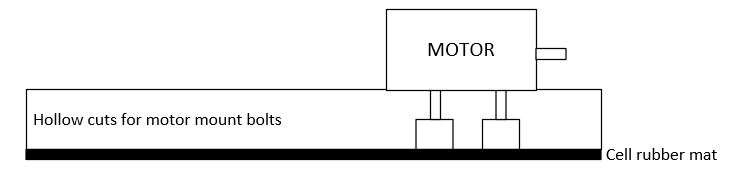 MOTOR
Hollow cuts for motor mount bolts
Cell rubber mat